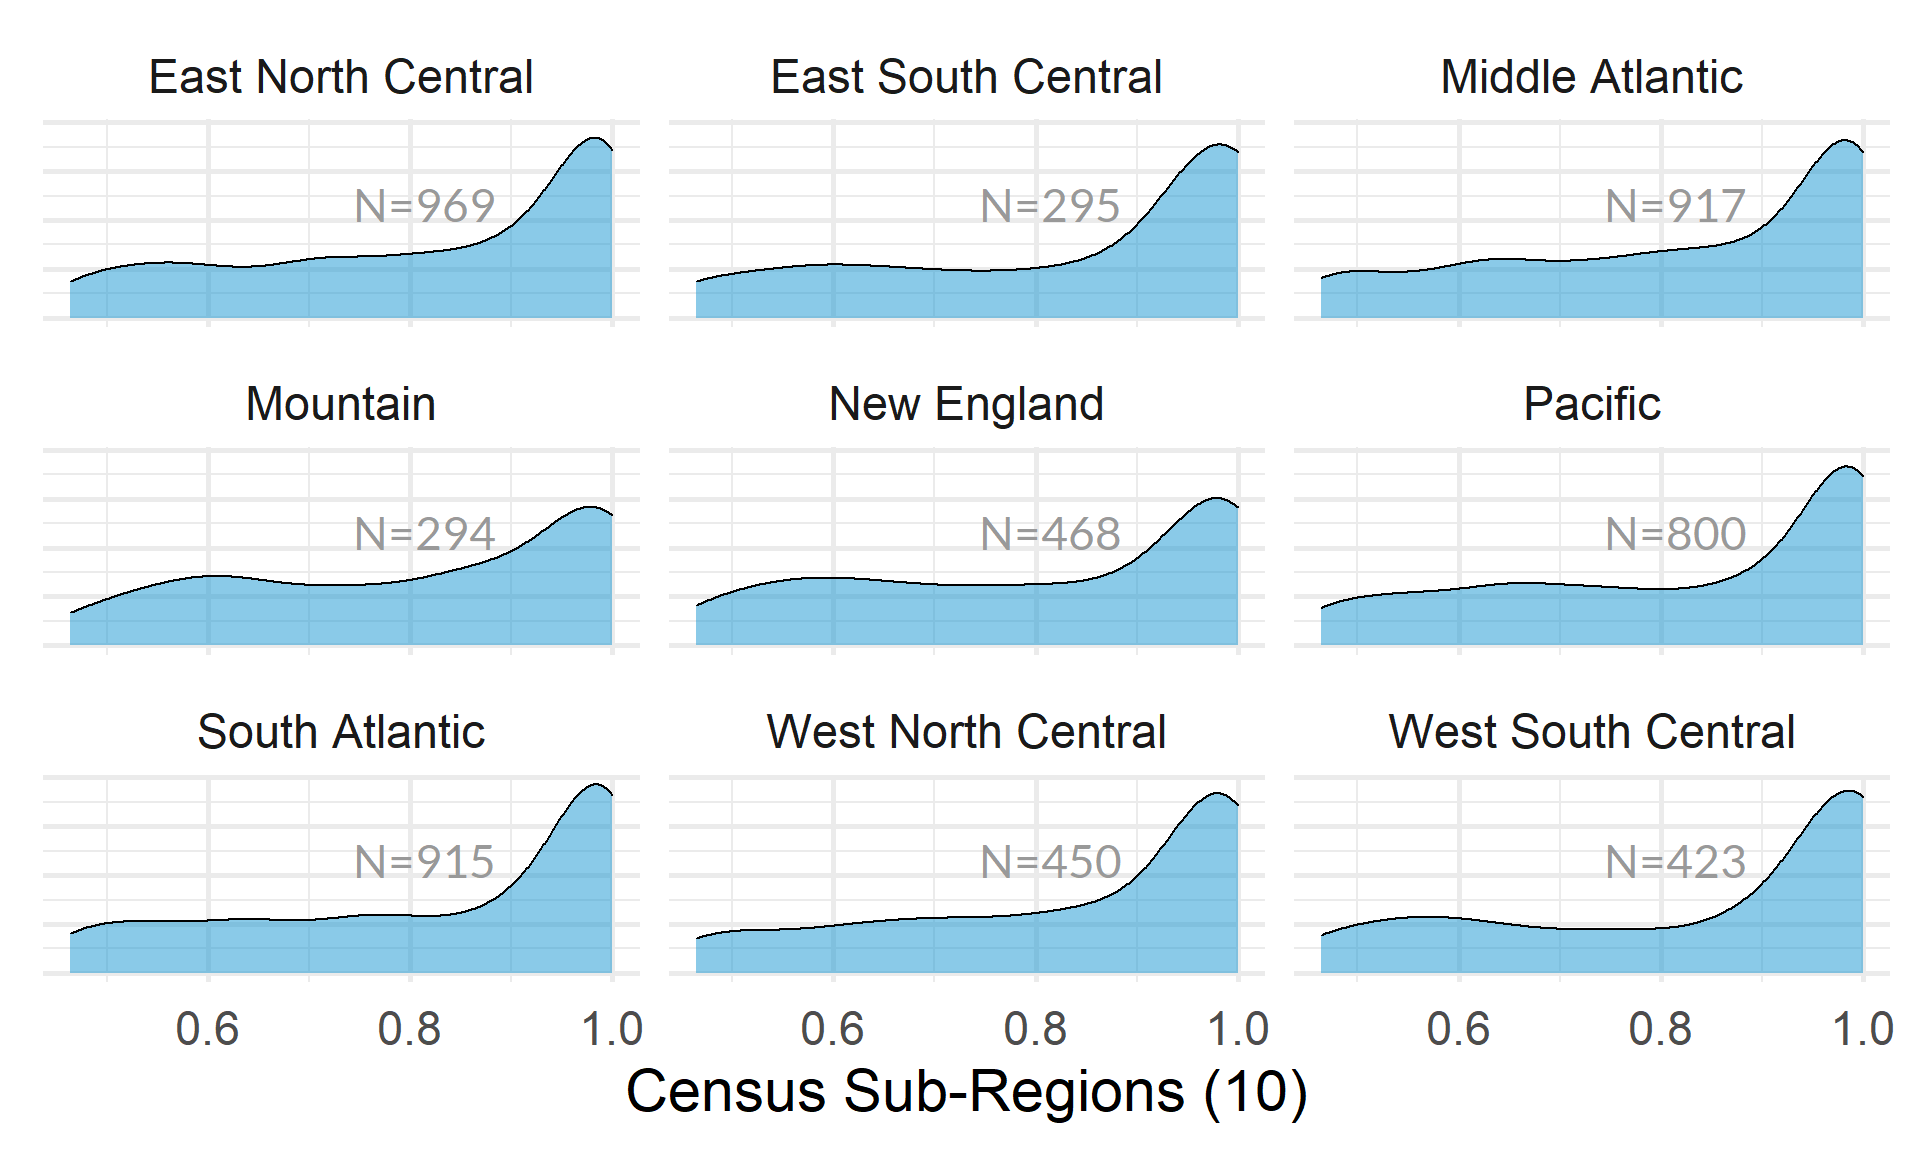 East North Central East South Central Middle Atlantic
N=969 N=295 N=917
Mountain New England Pacific
N=294 N=468 N=800
South Atlantic West North Central West South Central
N=915 N=450 N=423
0.6 0.8 1.0 0.6 0.8 1.0 0.6 0.8 1.0
Census Sub-Regions (10)